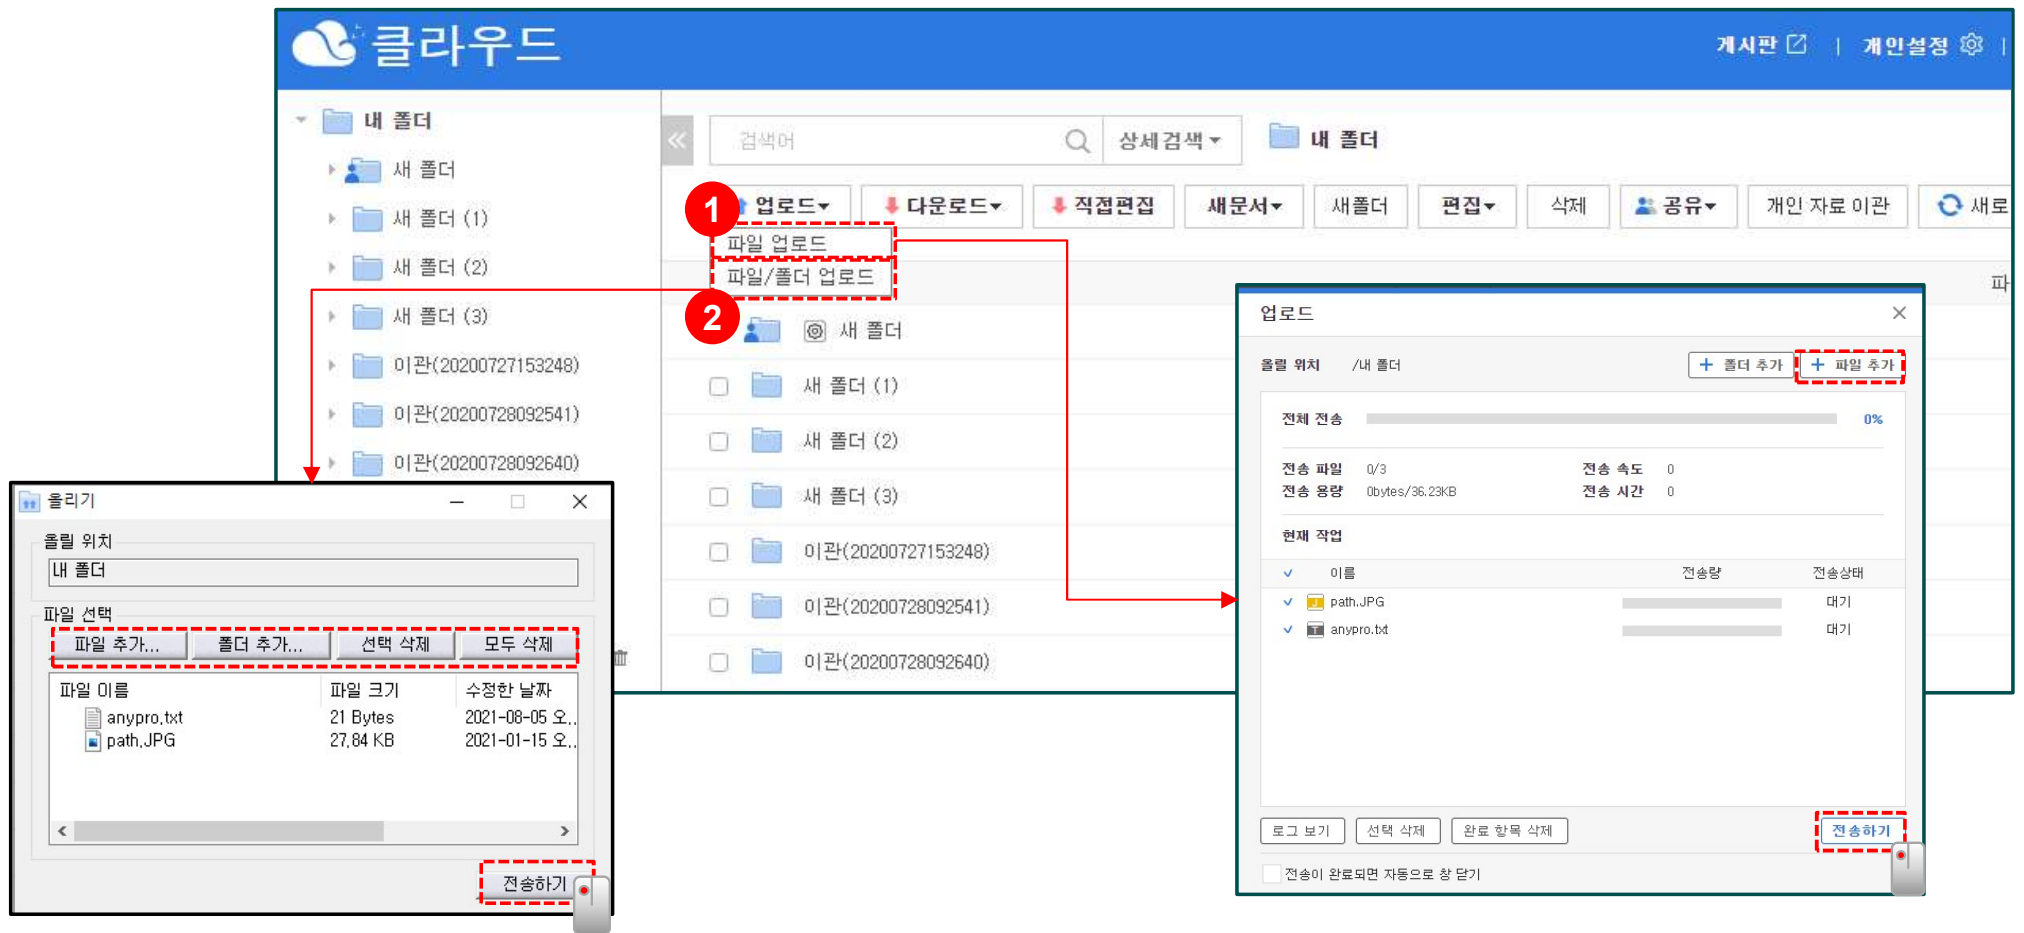 클라우드
게시판 | 개인설정 |
내 폴더
새 폴더
새 폴더 (1)
새 폴더 (2)
새 폴더 (3)
이관(20200727153248)
이관(20200728092541)
이관(20200728092640)
검색어 상세검색 내 폴더
1 업로드 다운로드 직접편집 새문서 새폴더 편집 삭제 공유 개인 자료 이관 새로
파일 업로드
파일/폴더 업로드
파
2 새 폴더
새 폴더 (1)
새 폴더 (2)
새 폴더 (3)
이관(20200727153248)
이관(20200728092541)
이관(20200728092640)
올리기
올릴 위치
내 폴더
파일 선택
파일 추가... 폴더 추가... 선택 삭제 모두 삭제
파일 이름 파일 크기 수정한 날짜
anypro.txt 21 Bytes 2021-08-05 오..
path.JPG 27,84 KB 2021-01-15 오..
전송하기
업로드
올릴 위치 /내 폴더 + 폴더 추가 + 파일 추가
전체 전송 0%
전송 파일 0/3 전송 속도 0
전송 용량 0bytes/36.23KB 전송 시간 0
현재 작업
이름 전송량 전송상태
path.JPG 대기
anypro.txt 대기
로그 보기 선택 삭제 완료 항목 삭제 전송하기
전송이 완료되면 자동으로 창 닫기